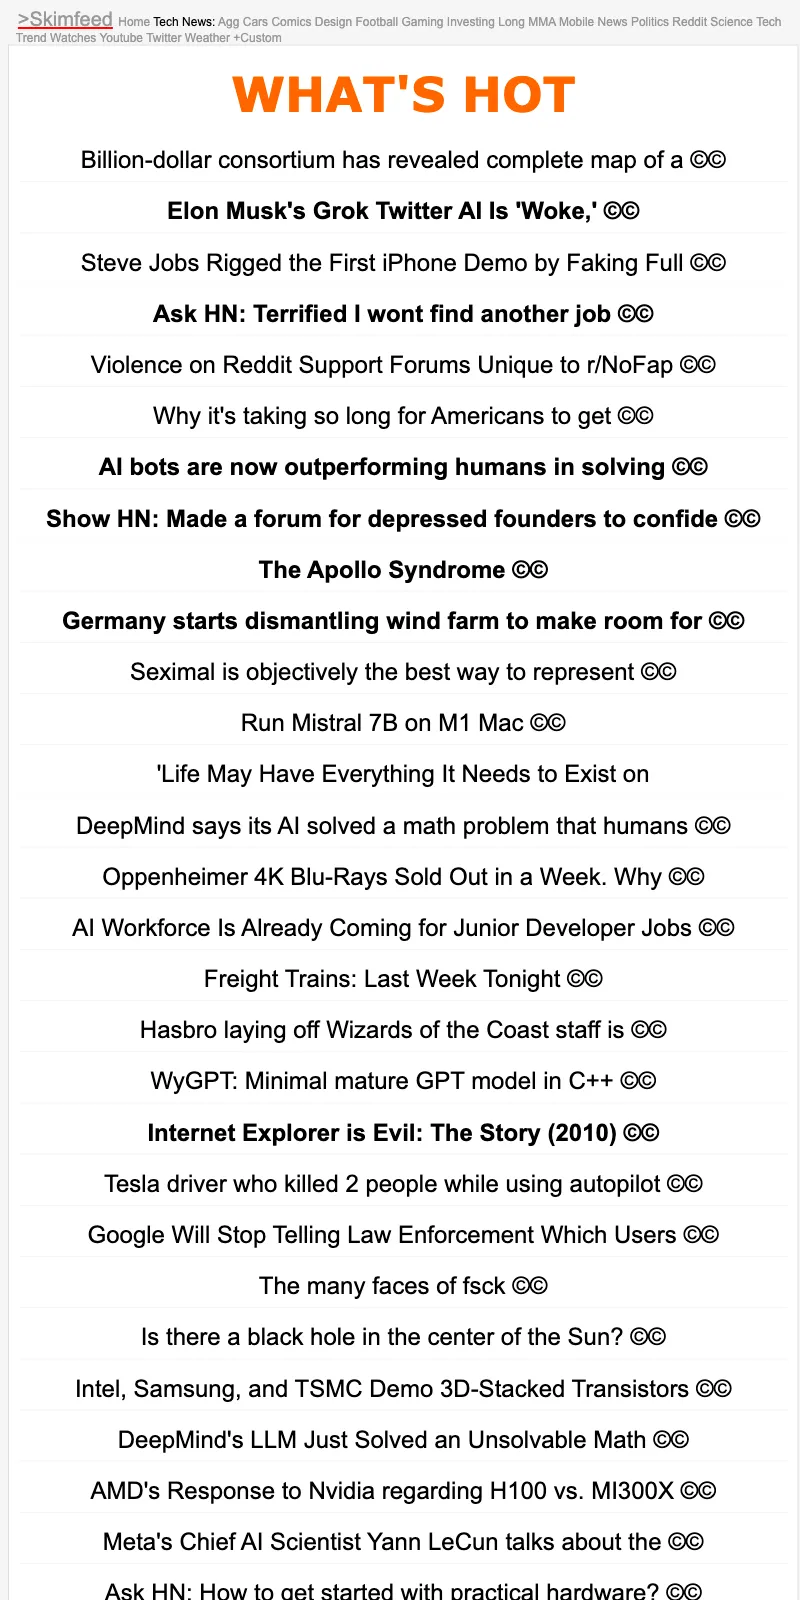 >Skimfeed Home Tech News: Agg Cars Comics Design Football Gaming Investing Long MMA Mobile News Politics Reddit Science Tech
Trend Watches Youtube Twitter Weather +Custom
WHAT'S HOT
Billion-dollar consortium has revealed complete map of a ©©
Elon Musk's Grok Twitter AI Is 'Woke,' ©©
Steve Jobs Rigged the First iPhone Demo by Faking Full ©©
Ask HN: Terrified I wont find another job ©©
Violence on Reddit Support Forums Unique to r/NoFap ©©
Why it's taking so long for Americans to get ©©
AI bots are now outperforming humans in solving ©©
Show HN: Made a forum for depressed founders to confide ©©
The Apollo Syndrome ©©
Germany starts dismantling wind farm to make room for ©©
Seximal is objectively the best way to represent ©©
Run Mistral 7B on M1 Mac ©©
'Life May Have Everything It Needs to Exist on
DeepMind says its AI solved a math problem that humans ©©
Oppenheimer 4K Blu-Rays Sold Out in a Week. Why ©©
AI Workforce Is Already Coming for Junior Developer Jobs ©©
Freight Trains: Last Week Tonight ©©
Hasbro laying off Wizards of the Coast staff is ©©
WyGPT: Minimal mature GPT model in C++ ©©
Internet Explorer is Evil: The Story (2010) ©©
Tesla driver who killed 2 people while using autopilot ©©
Google Will Stop Telling Law Enforcement Which Users ©©
The many faces of fsck ©©
Is there a black hole in the center of the Sun? ©©
Intel, Samsung, and TSMC Demo 3D-Stacked Transistors ©©
DeepMind's LLM Just Solved an Unsolvable Math ©©
AMD's Response to Nvidia regarding H100 vs. MI300X ©©
Meta's Chief AI Scientist Yann LeCun talks about the ©©
Ask HN: How to get started with practical hardware? ©©